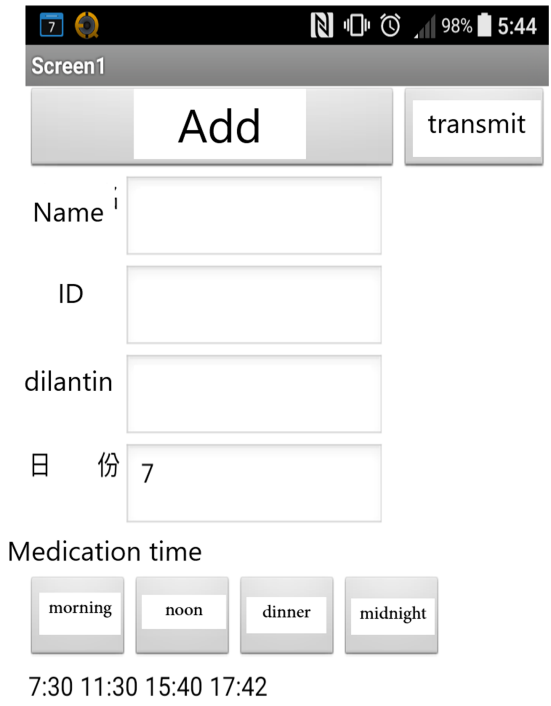 7 98% 5:44
Screen1
Add transmit
Name
ID
dilantin
日 份 7
Medication time
morning noon dinner midnight
7:30 11:30 15:40 17:42